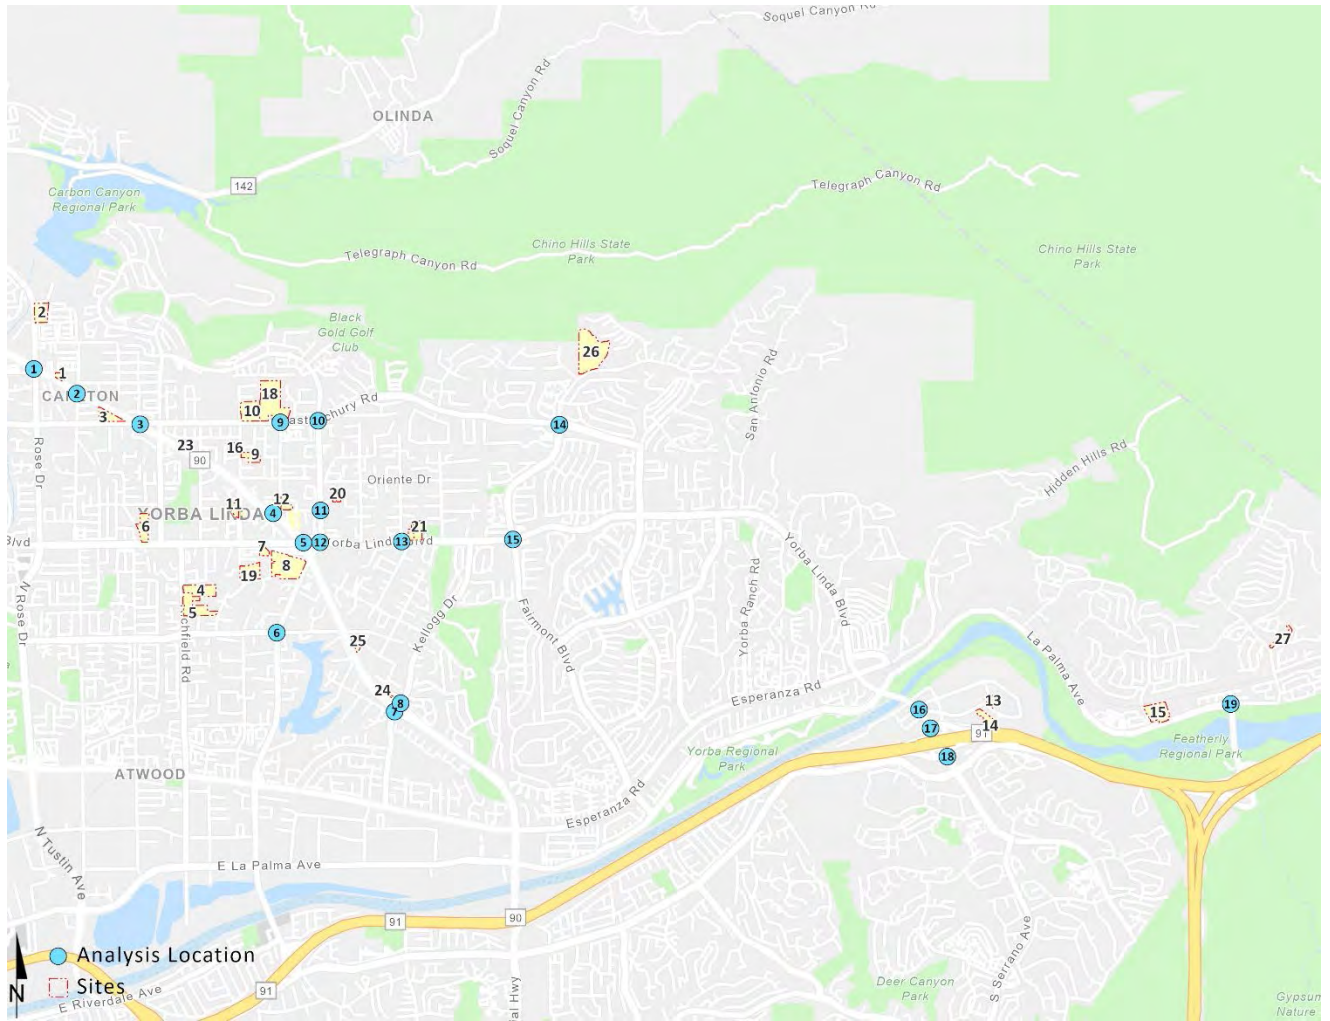 Soquel Canyon Rd
OLINDA
Soquel Canyon Rd
142
Carbon Canyon
Regional Park
Telegraph Canyon Rd
Telegraph Canyon Rd
Chino Hills State
Park
Chino Hills State
Park
2
Black
Gold Golf
Club
26
1
1
2
San Antonio Rd
18
3
10
9
10
14
3
23
90
16
9
Hidden Hills Rd
Rose Dr
Oriente Dr
20
12
11
4
11
YORBA LINDA
6
21
Blvd
5
12
Yorba Linda Blvd
13
15
7
8
19
Yorba Linda Blvd
Yorba Ranch Rd
4
5
N Rose Dr
Kellogg Dr
Fairmont Blvd
6
25
27
La Palma Ave
24
8
7
Esperanza Rd
13
16
15
19
17
14
91
18
Featherly
Regional Park
Yorba Regional
Park
ATWOOD
Esperanza Rd
N Tustin Ave
E La Palma Ave
91
90
S Serrano Ave
Analysis Location
Sites
N
E Riverdale Ave
91
Deer Canyon
Park
Gypsum
Nature